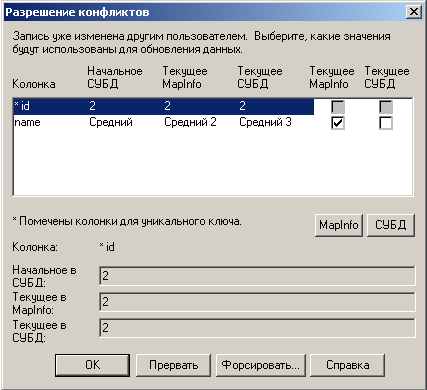 Разрешение конфликтов
Запись уже изменена другим пользователем. Выберите, какие значения
будут использованы для обновления данных.
Колонка Начальное СУБД Текущее MapInfo Текущее СУБД Текущее MapInfo Текущее СУБД
* id 2 2 2
name Средний Средний 2 Средний 3
* Помечены колонки для уникального ключа. MapInfo СУБД
Колонка: * id
Начальное в СУБД: 2
Текущее в MapInfo: 2
Текущее в СУБД: 2
OK Прервать Форсировать... Справка